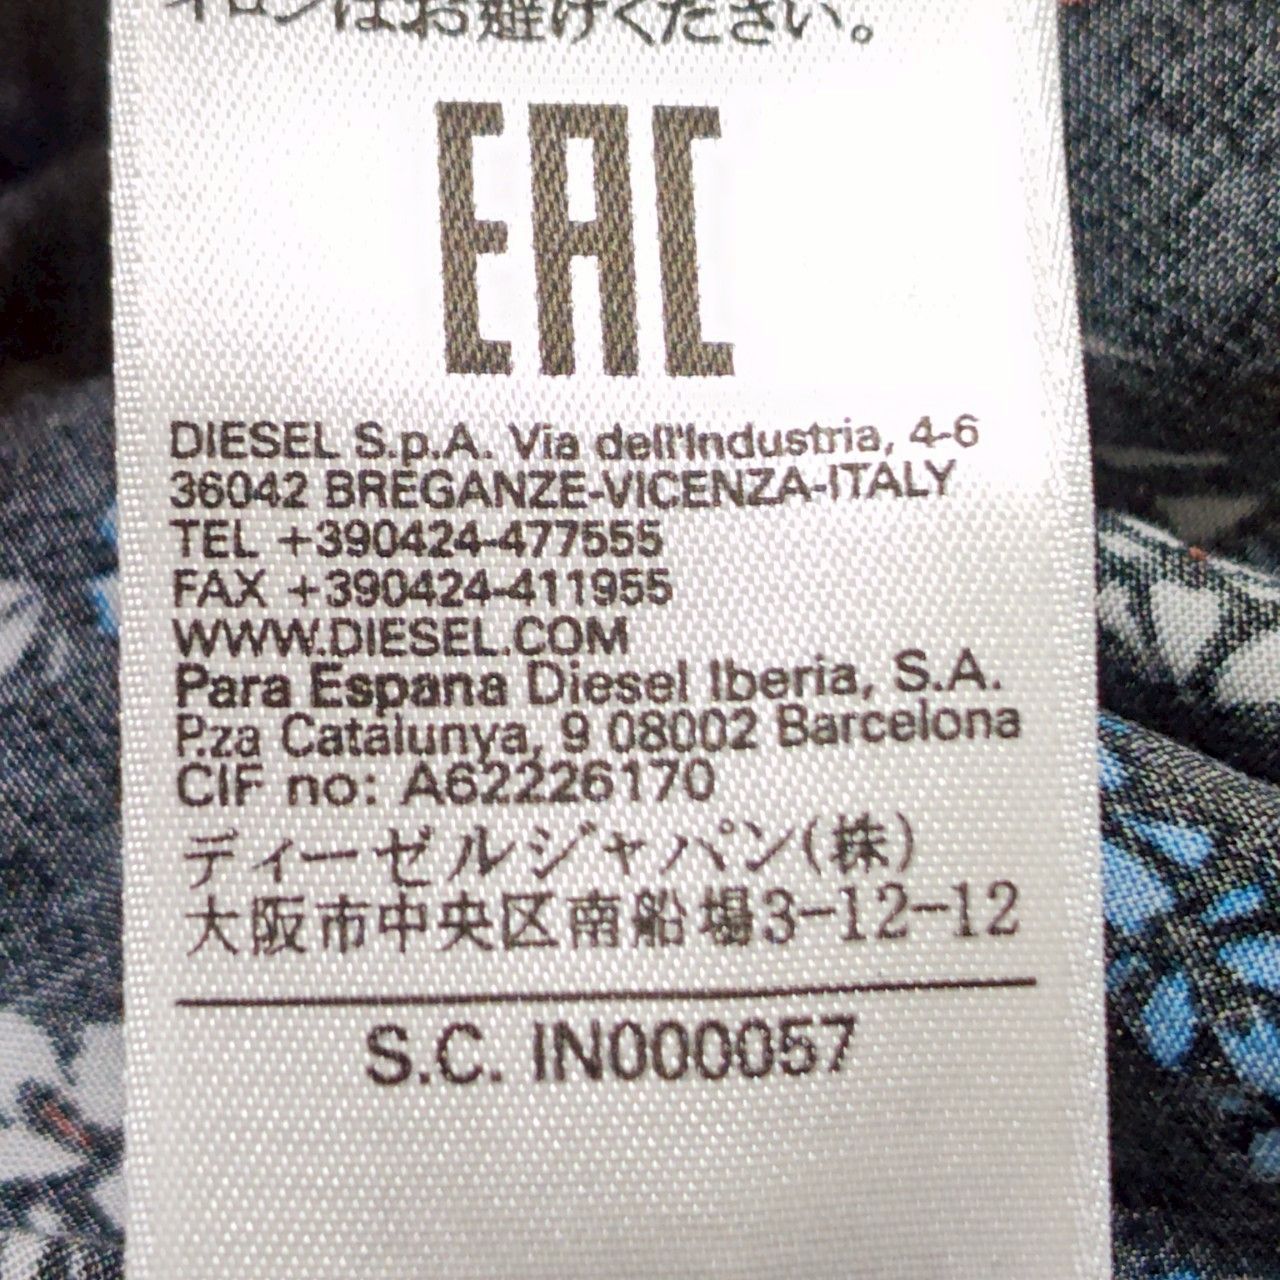 イロンはお避けください。
EAC
DIESEL S.p.A. Via dell'Industria, 4-6
36042 BREGANZE-VICENZA-ITALY
TEL +390424-477555
FAX +390424-411955
WWW.DIESEL.COM
Para Espana Diesel Iberia, S.A.
P.za Catalunya, 9 08002 Barcelona
CIF no: A62226170
ディーゼルジャパン(株)
大阪市中央区南船場3-12-12
S.C. IN000057